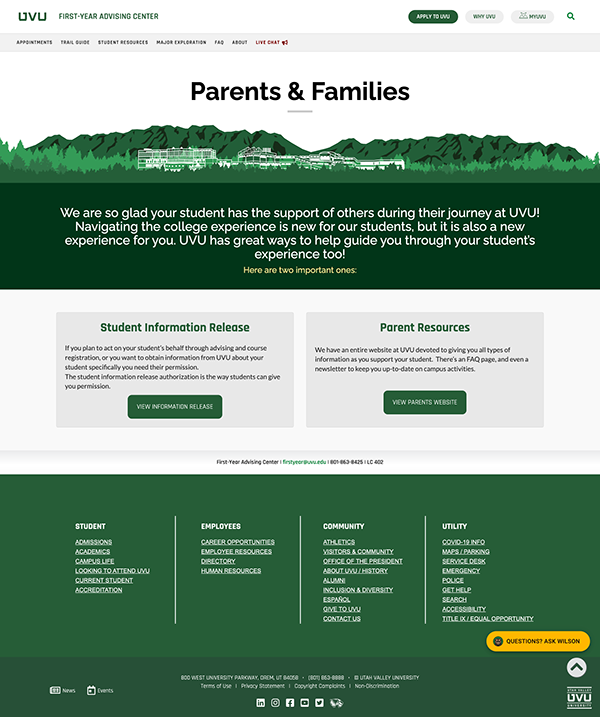 UVU FIRST-YEAR ADVISING CENTER
APPLY TO UVU WHY UVU MYUVU
APPOINTMENTS TRAIL GUIDE STUDENT RESOURCES MAJOR EXPLORATION FAQ ABOUT LIVE CHAT
Parents & Families
We are so glad your student has the support of others during their journey at UVU!
Navigating the college experience is new for our students, but it is also a new
experience for you. UVU has great ways to help guide you through your student's
experience too!
Here are two important ones:
Student Information Release
If you plan to act on your student's behalf through advising and course
registration, or you want to obtain information from UVU about your
student specifically you need their permission.
The student information release authorization is the way students can give
you permission.
VIEW INFORMATION RELEASE
Parent Resources
We have an entire website at UVU devoted to giving you all types of
information as you support your student. There's an FAQ page, and even a
newsletter to keep you up-to-date on campus activities.
VIEW PARENTS WEBSITE
First-Year Advising Center | firstyear@uvu.edu | 801-863-8425 | LC 402
STUDENT
ADMISSIONS
ACADEMICS
CAMPUS LIFE
LOOKING TO ATTEND UVU
CURRENT STUDENT
ACCREDITATION
EMPLOYEES
CAREER OPPORTUNITIES
EMPLOYEE RESOURCES
DIRECTORY
HUMAN RESOURCES
COMMUNITY
ATHLETICS
VISITORS & COMMUNITY
OFFICE OF THE PRESIDENT
ABOUT UVU / HISTORY
ALUMNI
INCLUSION & DIVERSITY
ESPAÑOL
GIVE TO UVU
CONTACT US
UTILITY
COVID-19 INFO
MAPS / PARKING
SERVICE DESK
EMERGENCY
POLICE
GET HELP
SEARCH
ACCESSIBILITY
TITLE IX / EQUAL OPPORTUNITY
QUESTIONS? ASK WILSON
News Events
800 WEST UNIVERSITY PARKWAY, OREM, UT 84058 • (801) 863-8888 • © UTAH VALLEY UNIVERSITY
Terms of Use | Privacy Statement | Copyright Complaints | Non-Discrimination
UTAH VALLEY
UVU
UNIVERSITY